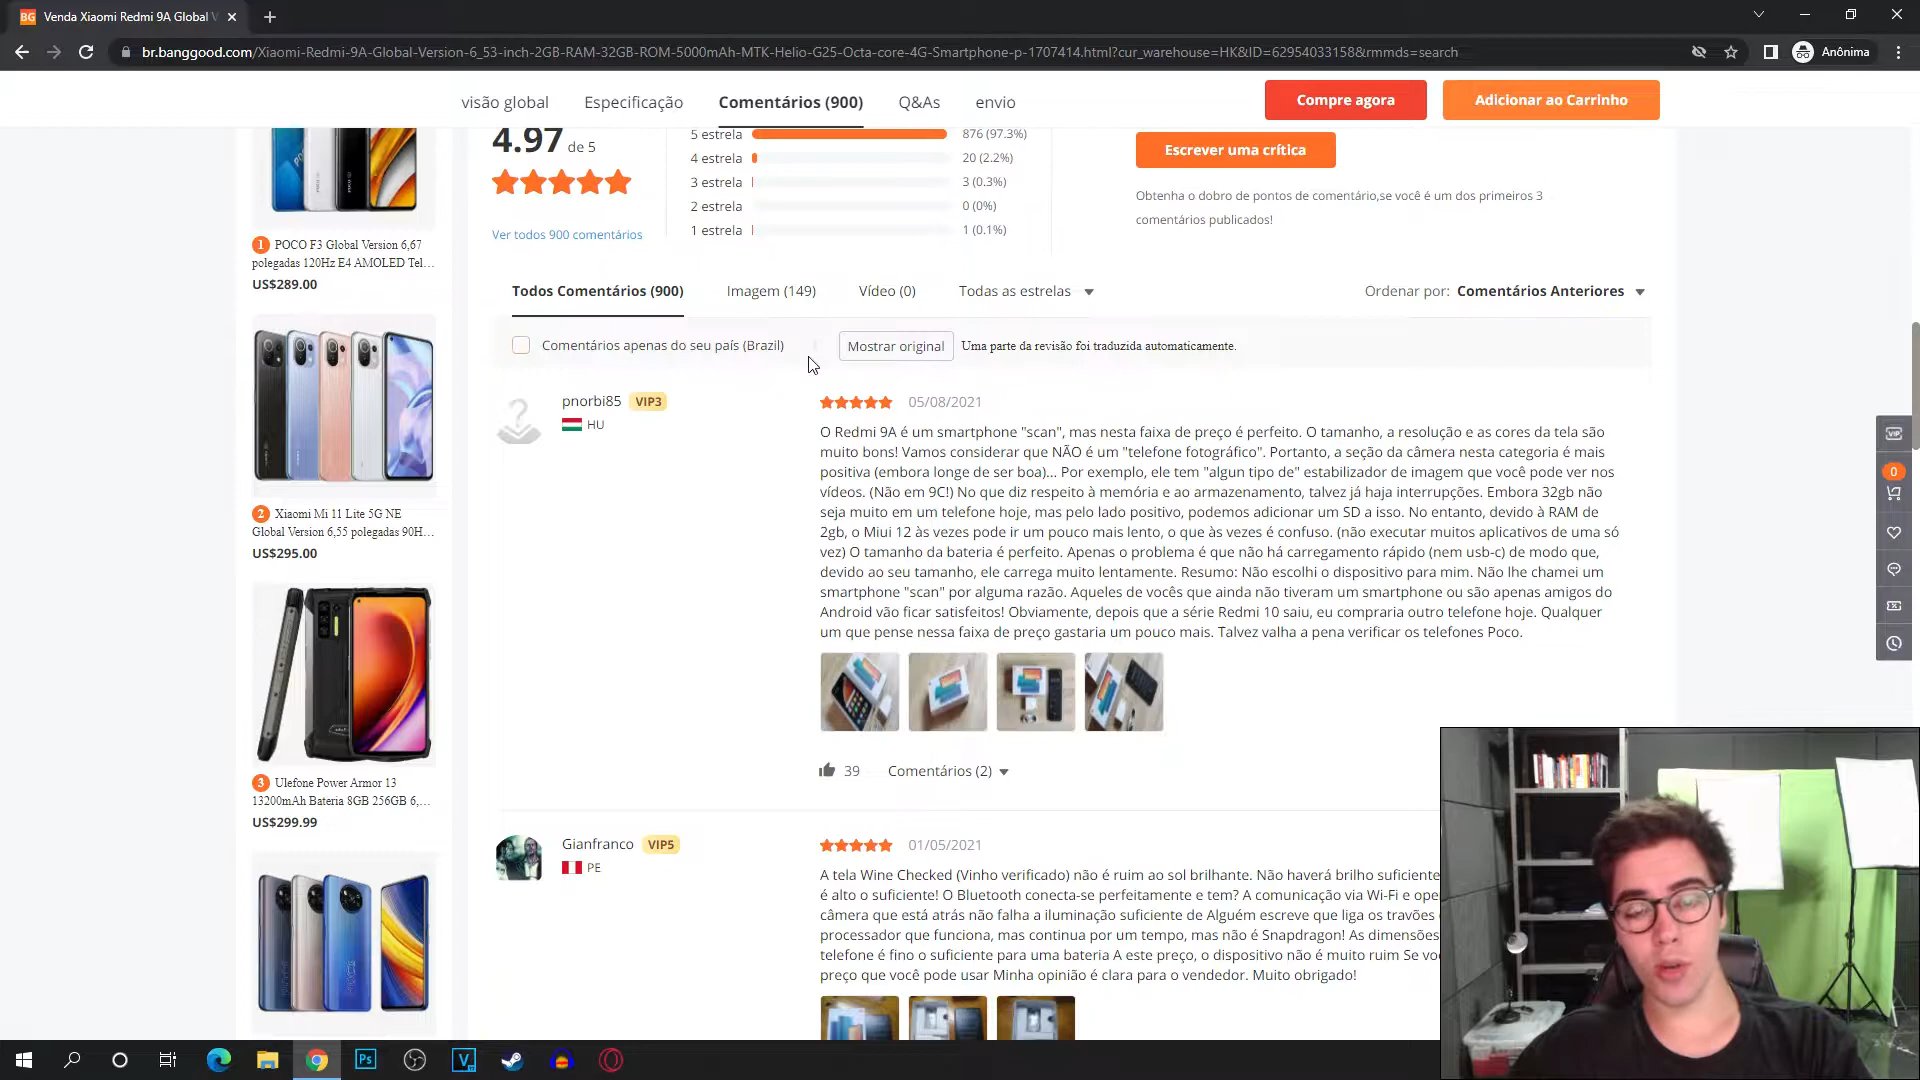 BG Venda Xiaomi Redmi 9A Global V
br.banggood.com/Xiaomi-Redmi-9A-Global-Version-6_53-inch-2GB-RAM-32GB-ROM-5000mAh-MTK-Helio-G25-Octa-core-4G-Smartphone-p-1707414.html?cur_warehouse=HK&ID=62954033158&rmmds=search
Anônima
visão global
Especificação
Comentários (900)
Q&As
envio
Compre agora
Adicionar ao Carrinho
1 POCO F3 Global Version 6,67
polegadas 120Hz E4 AMOLED Tel...
US$289.00
2 Xiaomi Mi 11 Lite 5G NE
Global Version 6,55 polegadas 90H...
US$295.00
3 Ulefone Power Armor 13
13200mAh Bateria 8GB 256GB 6,...
US$299.99
4.97 de 5
Ver todos 900 comentários
5 estrela 876 (97.3%)
4 estrela 20 (2.2%)
3 estrela 3 (0.3%)
2 estrela 0 (0%)
1 estrela 1 (0.1%)
Escrever uma crítica
Obtenha o dobro de pontos de comentário,se você é um dos primeiros 3
comentários publicados!
Todos Comentários (900)
Imagem (149)
Vídeo (0)
Todas as estrelas
Ordenar por: Comentários Anteriores
Comentários apenas do seu país (Brazil)
Mostrar original
Uma parte da revisão foi traduzida automaticamente.
pnorbi85 VIP3
HU
05/08/2021
O Redmi 9A é um smartphone "scan", mas nesta faixa de preço é perfeito. O tamanho, a resolução e as cores da tela são
muito bons! Vamos considerar que NÃO é um "telefone fotográfico". Portanto, a seção da câmera nesta categoria é mais
positiva (embora longe de ser boa)... Por exemplo, ele tem "algun tipo de" estabilizador de imagem que você pode ver nos
vídeos. (Não em 9C!) No que diz respeito à memória e ao armazenamento, talvez já haja interrupções. Embora 32gb não
seja muito em um telefone hoje, mas pelo lado positivo, podemos adicionar um SD a isso. No entanto, devido à RAM de
2gb, o Miui 12 às vezes pode ir um pouco mais lento, o que às vezes é confuso. (não executar muitos aplicativos de uma só
vez) O tamanho da bateria é perfeito. Apenas o problema é que não há carregamento rápido (nem usb-c) de modo que,
devido ao seu tamanho, ele carrega muito lentamente. Resumo: Não escolhi o dispositivo para mim. Não lhe chamei um
smartphone "scan" por alguma razão. Aqueles de vocês que ainda não tiveram um smartphone ou são apenas amigos do
Android vão ficar satisfeitos! Obviamente, depois que a série Redmi 10 saiu, eu compraria outro telefone hoje. Qualquer
um que pense nessa faixa de preço gastaria um pouco mais. Talvez valha a pena verificar os telefones Poco.
39
Comentários (2)
Gianfranco VIP5
PE
01/05/2021
A tela Wine Checked (Vinho verificado) não é ruim ao sol brilhante. Não haverá brilho suficiente
é alto o suficiente! O Bluetooth conecta-se perfeitamente e tem? A comunicação via Wi-Fi e ope
câmera que está atrás não falha a iluminação suficiente de Alguém escreve que liga os travões
processador que funciona, mas continua por um tempo, mas não é Snapdragon! As dimensões
telefone é fino o suficiente para uma bateria A este preço, o dispositivo não é muito ruim Se vo
preço que você pode usar Minha opinião é clara para o vendedor. Muito obrigado!
VIP
0
Ps
V